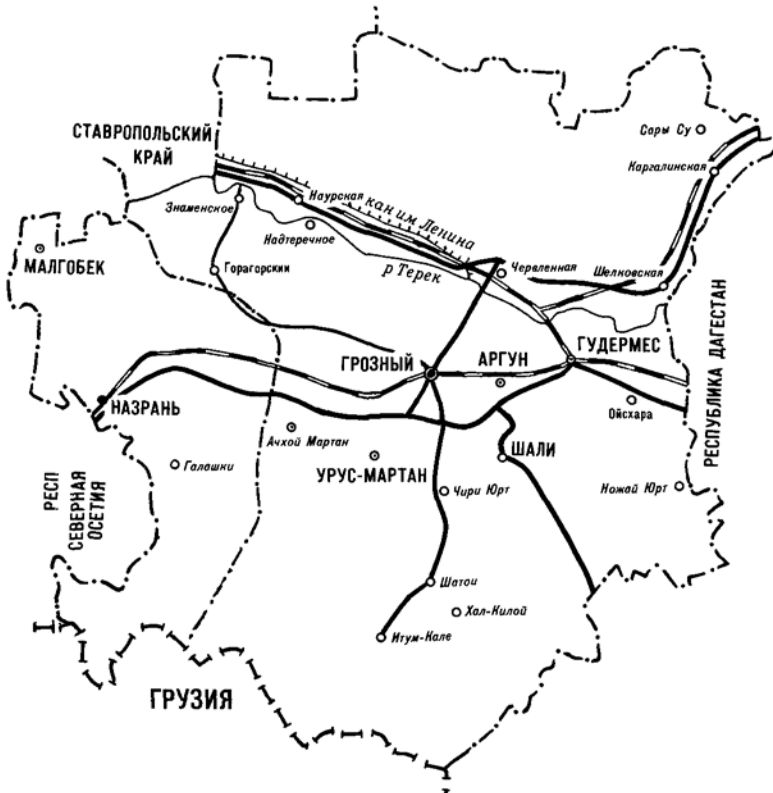 Сары Су
СТАВРОПОЛЬСКИЙ
КРАЙ
Каргалинская
Наурская
Знаменское
кан им Ленина
Надтеречное
МАЛГОБЕК
Горагорский
р Терек
Червленная
Шелковская
ГУДЕРМЕС
ГРОЗНЫЙ
АРГУН
РЕСПУБЛИКА ДАГЕСТАН
НАЗРАНЬ
Ойсхара
Ачхой Мартан
ШАЛИ
Галашки
УРУС-МАРТАН
РЕСП
СЕВЕРНАЯ
ОСЕТИЯ
Чири Юрт
Ножай Юрт
Шатои
Хал-Килой
Итум-Кале
ГРУЗИЯ